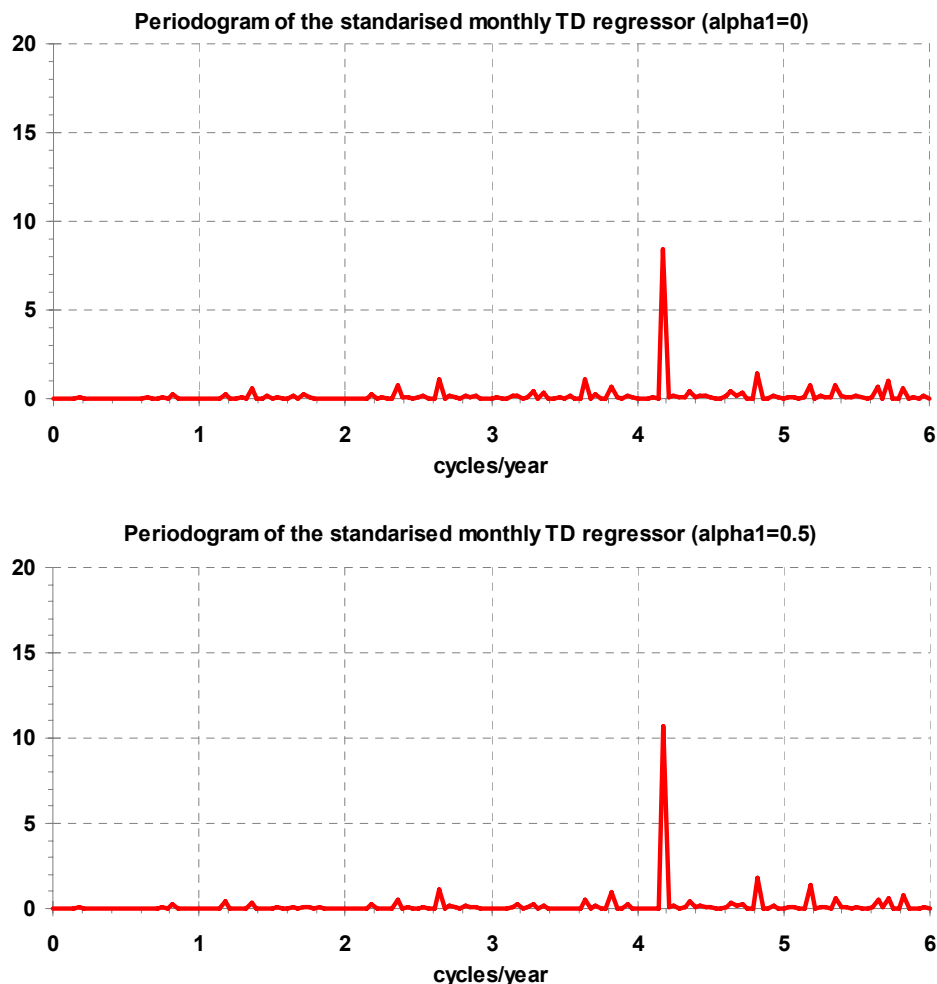 Periodogram of the standarised monthly TD regressor (alpha1=0)
20
15
10
5
0
0 1 2 3 4 5 6
cycles/year
Periodogram of the standarised monthly TD regressor (alpha1=0.5)
20
15
10
5
0
0 1 2 3 4 5 6
cycles/year